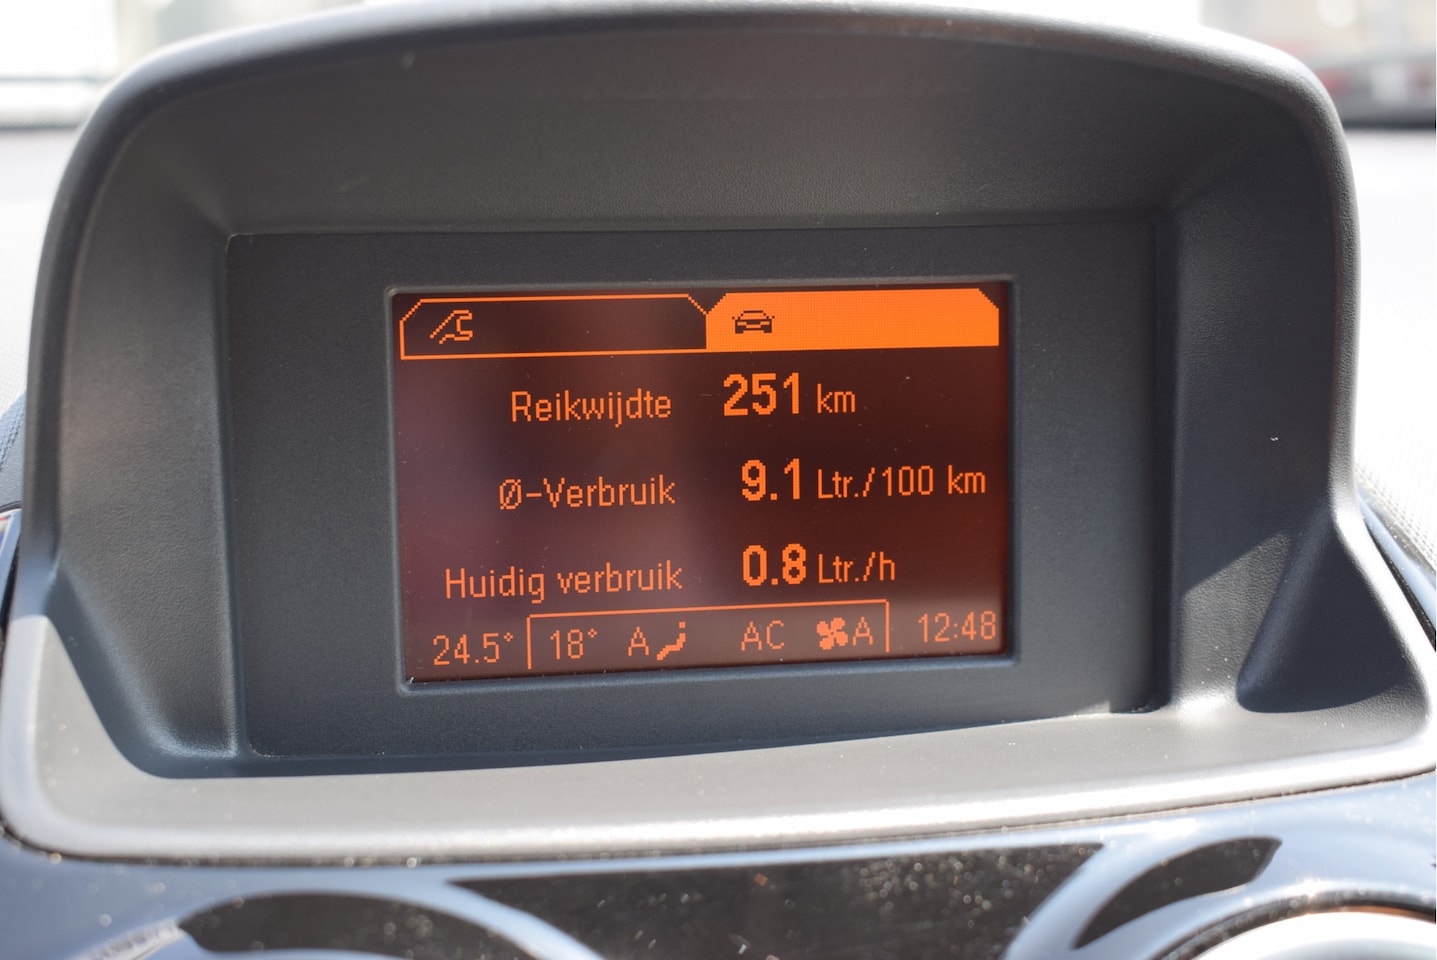 Reikwijdte 251 km
Ø-Verbruik 9.1 Ltr./100 km
Huidig verbruik 0.8 Ltr./h
24.5° 18° A AC A 12:48